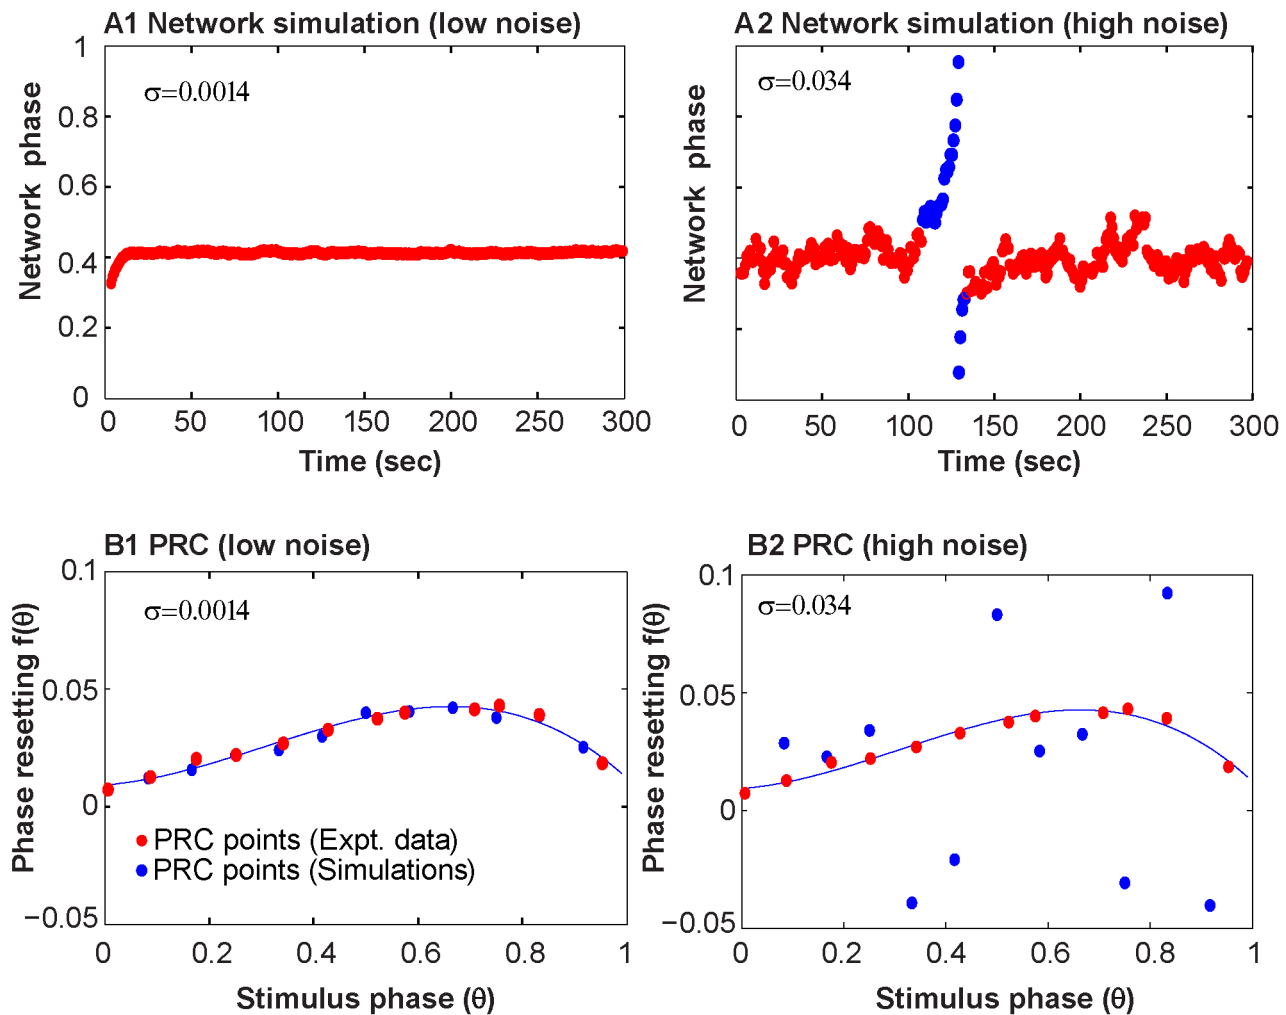 A1 Network simulation (low noise)
σ=0.0014
Network phase
1
0.8
0.6
0.4
0.2
0
0 50 100 150 200 250 300
Time (sec)
A2 Network simulation (high noise)
σ=0.034
Network phase
0 50 100 150 200 250 300
Time (sec)
B1 PRC (low noise)
σ=0.0014
Phase resetting f(θ)
0.1
0.05
0
−0.05
PRC points (Expt. data)
PRC points (Simulations)
0 0.2 0.4 0.6 0.8 1
Stimulus phase (θ)
B2 PRC (high noise)
σ=0.034
Phase resetting f(θ)
0.1
0.05
0
−0.05
0 0.2 0.4 0.6 0.8 1
Stimulus phase (θ)